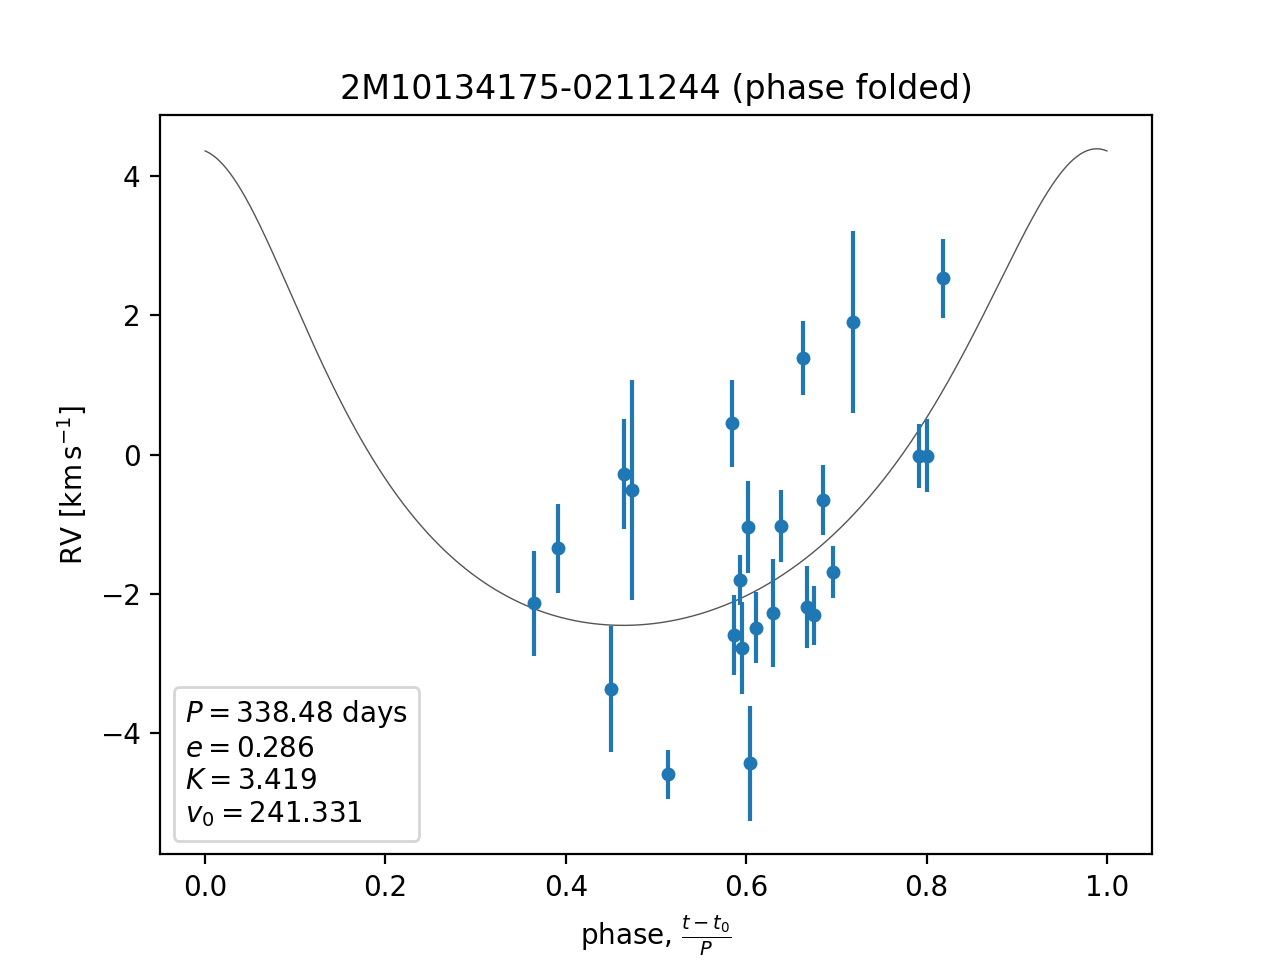 2M10134175-0211244 (phase folded)
RV [km s⁻¹]
4
2
0
−2
−4
P = 338.48 days
e = 0.286
K = 3.419
v₀ = 241.331
0.0 0.2 0.4 0.6 0.8 1.0
phase, (t − t₀)/P